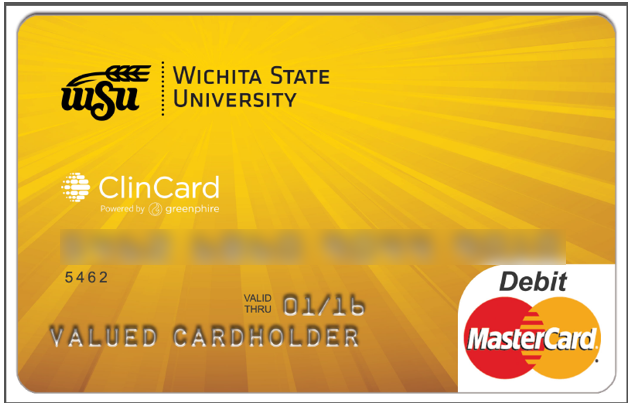 wsu
WICHITA STATE
UNIVERSITY
ClinCard
Powered by greenphire
5462
VALID
THRU 01/16
VALUED CARDHOLDER
Debit
MasterCard